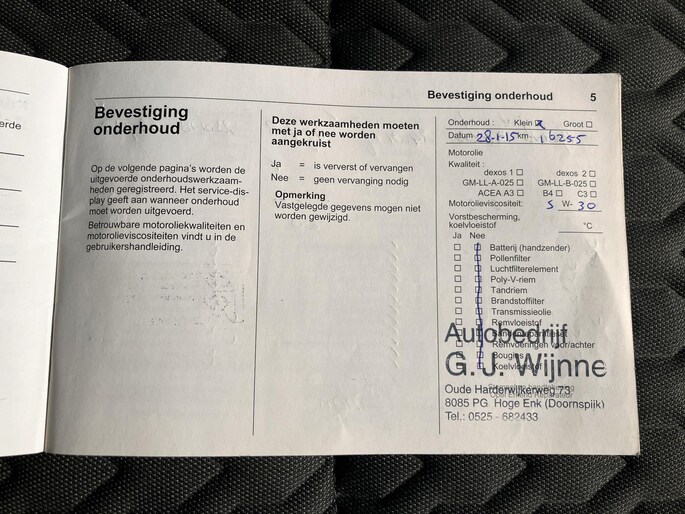 erde
Bevestiging onderhoud 5
Bevestiging
onderhoud
Op de volgende pagina's worden de
uitgevoerde onderhoudswerkzaam-
heden geregistreerd. Het service-dis-
play geeft aan wanneer onderhoud
moet worden uitgevoerd.
Betrouwbare motoroliekwaliteiten en
motorolieviscositeiten vindt u in de
gebruikershandleiding.
Deze werkzaamheden moeten
met ja of nee worden
aangekruist
Ja = is ververst of vervangen
Nee = geen vervanging nodig
Opmerking
Vastgelegde gegevens mogen niet
worden gewijzigd.
Onderhoud : Klein Groot
Datum 28-1-15 km 16255
Motorolie
Kwaliteit :
dexos 1 dexos 2
GM-LL-A-025 GM-LL-B-025
ACEA A3 B4 C3
Motorolieviscositeit: 5 W- 30
Vorstbescherming,
koelvloeistof °C
Ja Nee
Batterij (handzender)
Pollenfilter
Luchtfilterelement
Poly-V-riem
Tandriem
Brandstoffilter
Transmissieolie
Remvloeistof
Remvoeringen voor/achter
Bougies
Koelvloeistof
Autobedrijf
G.J. Wijnne
Oude Harderwijkerweg 73
8085 PG Hoge Enk (Doornspijk)
Tel.: 0525 - 682433